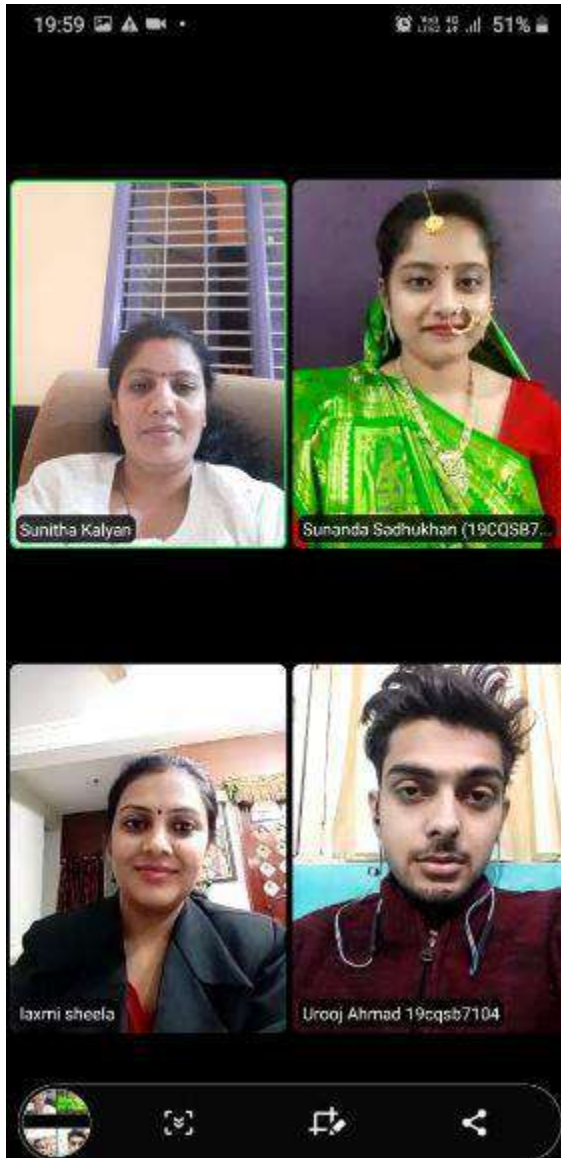 19:59
51%
Sunitha Kalyan
Sunanda Sadhukhan (19CQSB7...
laxmi sheela
Urooj Ahmad 19cqsb7104